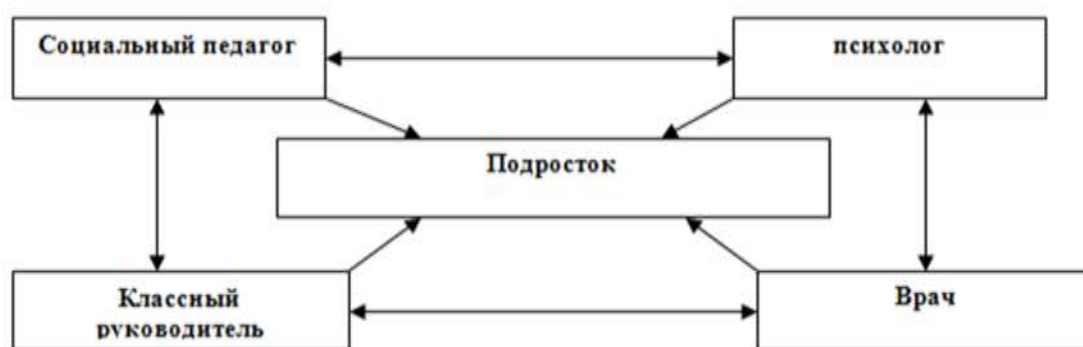 Социальный педагог
психолог
Подросток
Классный
руководитель
Врач